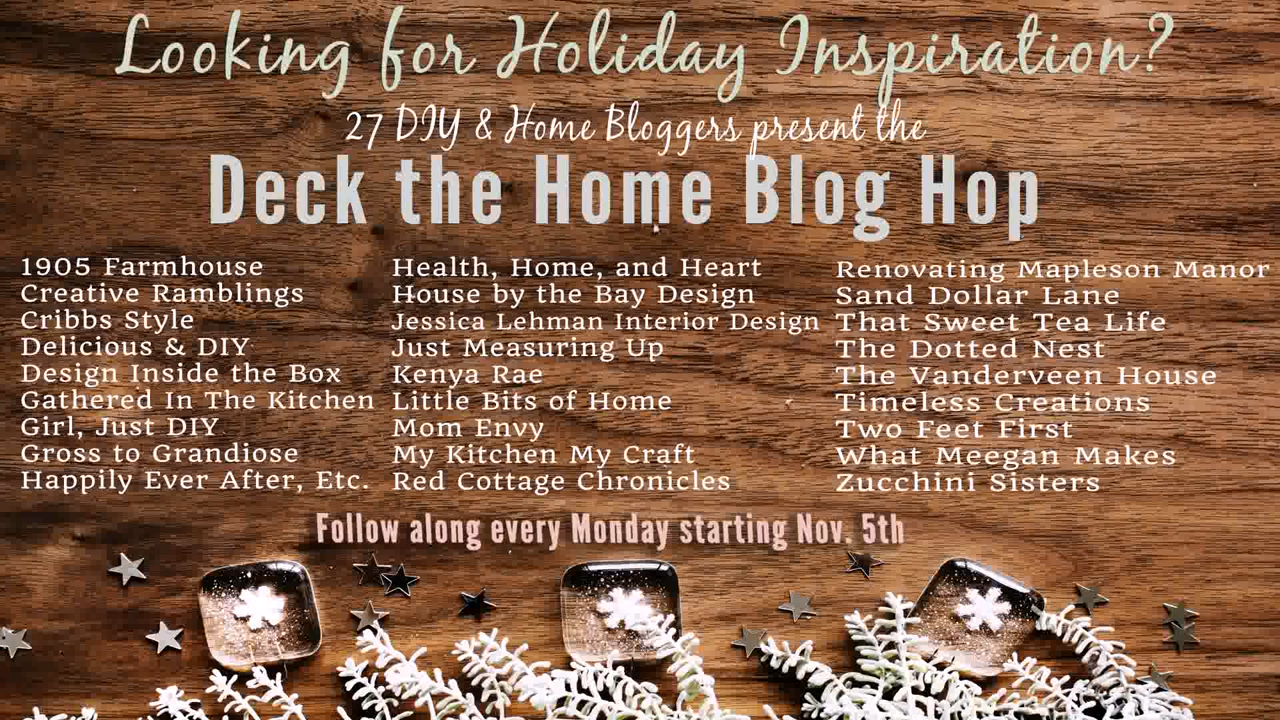 Looking for Holiday Inspiration?
27 DIY & Home Bloggers present the
Deck the Home Blog Hop
1905 Farmhouse
Creative Ramblings
Cribbs Style
Delicious & DIY
Design Inside the Box
Gathered In The Kitchen
Girl, Just DIY
Gross to Grandiose
Happily Ever After, Etc.
Health, Home, and Heart
House by the Bay Design
Jessica Lehman Interior Design
Just Measuring Up
Kenya Rae
Little Bits of Home
Mom Envy
My Kitchen My Craft
Red Cottage Chronicles
Renovating Mapleson Manor
Sand Dollar Lane
That Sweet Tea Life
The Dotted Nest
The Vanderveen House
Timeless Creations
Two Feet First
What Meegan Makes
Zucchini Sisters
Follow along every Monday starting Nov. 5th